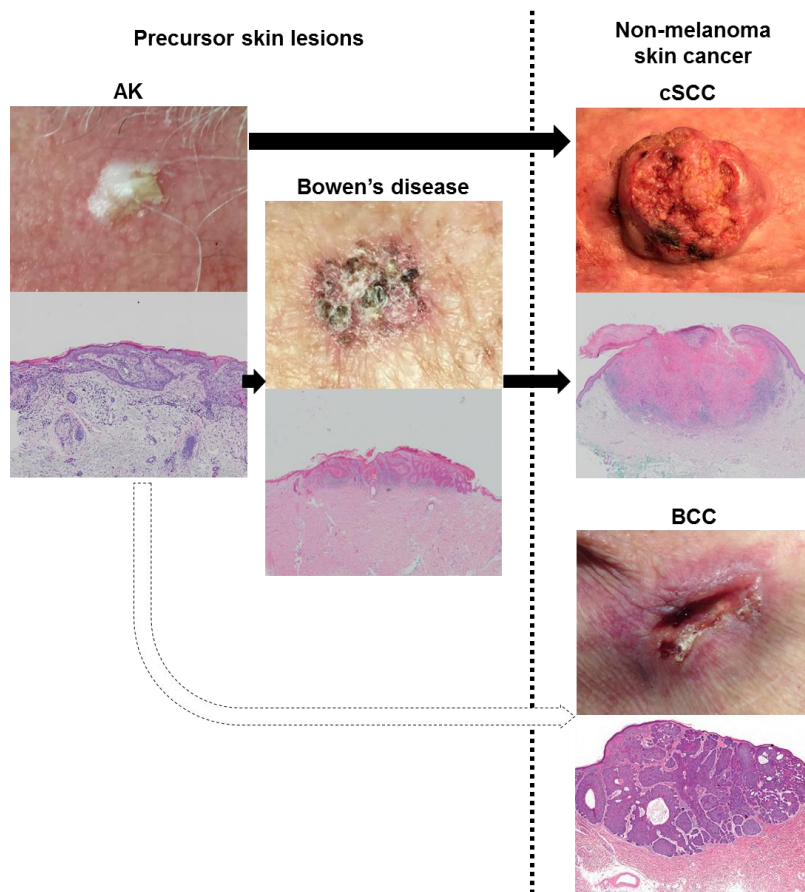 Precursor skin lesions
Non-melanoma
skin cancer
AK
cSCC
Bowen's disease
BCC